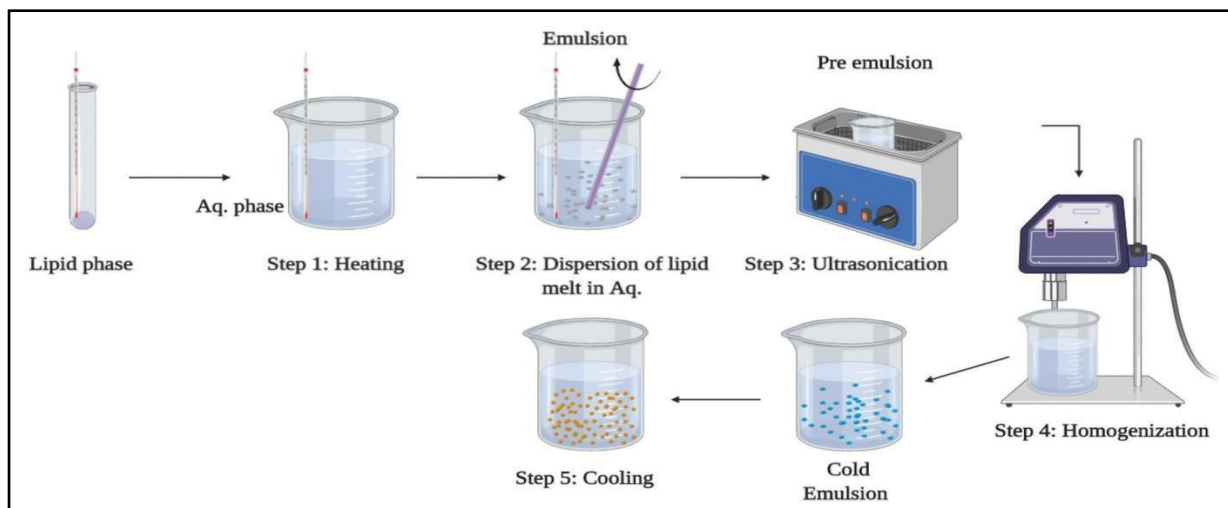 Emulsion
Pre emulsion
Aq. phase
Lipid phase
Step 1: Heating
Step 2: Dispersion of lipid
melt in Aq.
Step 3: Ultrasonication
Step 4: Homogenization
Cold
Emulsion
Step 5: Cooling